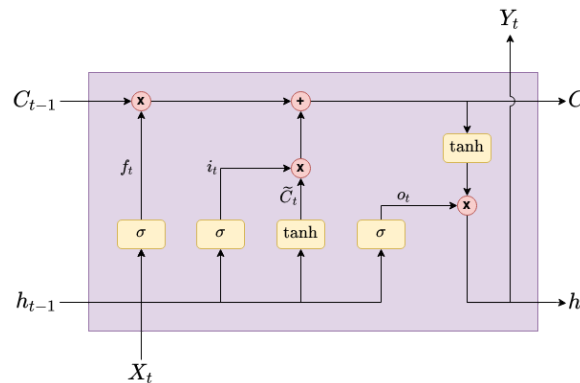 Y_t
C_{t-1} x + C
tanh
f_t i_t x
C̃_t o_t x
σ σ tanh σ
h_{t-1} h
X_t